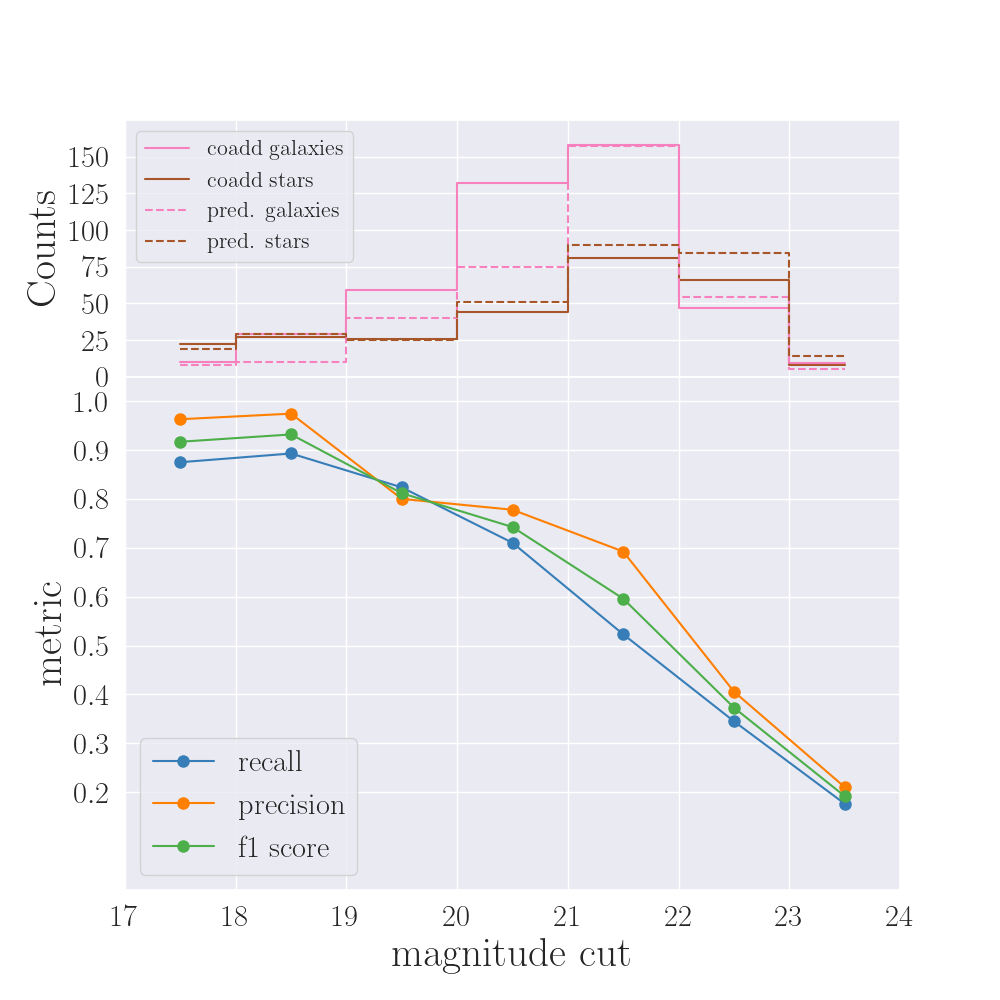 coadd galaxies
coadd stars
pred. galaxies
pred. stars
Counts
150
125
100
75
50
25
0
metric
1.0
0.9
0.8
0.7
0.6
0.5
0.4
0.3
0.2
recall
precision
f1 score
17 18 19 20 21 22 23 24
magnitude cut